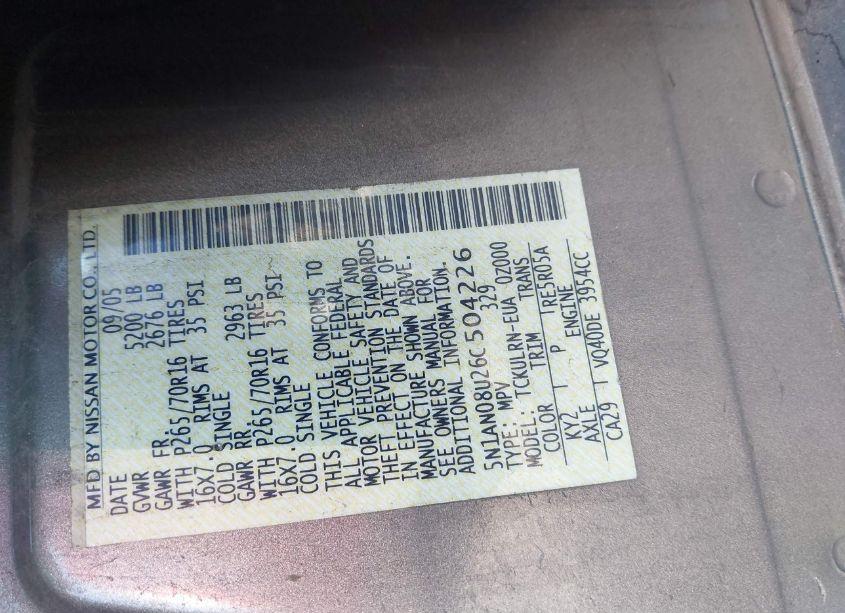 MFD BY NISSAN MOTOR CO., LTD.
DATE 09/05
GVWR 5200 LB
GAWR FR. 2676 LB
WITH P265/70R16 TIRES
16X7.0 RIMS AT 35 PSI
COLD SINGLE
GAWR RR. 2963 LB
WITH P265/70R16 TIRES
16X7.0 RIMS AT 35 PSI
COLD SINGLE
THIS VEHICLE CONFORMS TO
ALL APPLICABLE FEDERAL
MOTOR VEHICLE SAFETY AND
THEFT PREVENTION STANDARDS
IN EFFECT ON THE DATE OF
MANUFACTURE SHOWN ABOVE.
SEE OWNERS MANUAL FOR
ADDITIONAL INFORMATION.
5N1AN08U26C504226
TYPE: MPV 329
MODEL: TCKULRN-EUA 0Z000
COLOR TRIM TRANS
KY2 P RE5R05A
AXLE ENGINE
CA29 VQ40DE 3954CC